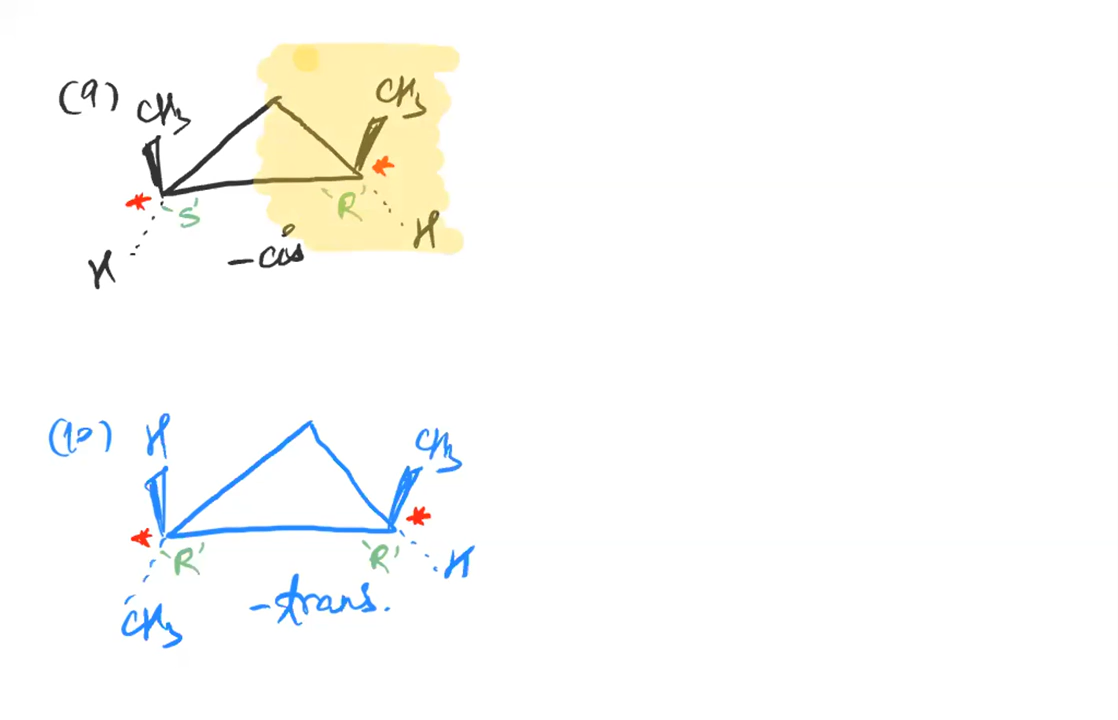 (9) CH3 CH3
* *
'S' 'R'
H H
-cis
(10) H CH3
* *
'R' 'R'
CH3 H
-trans.